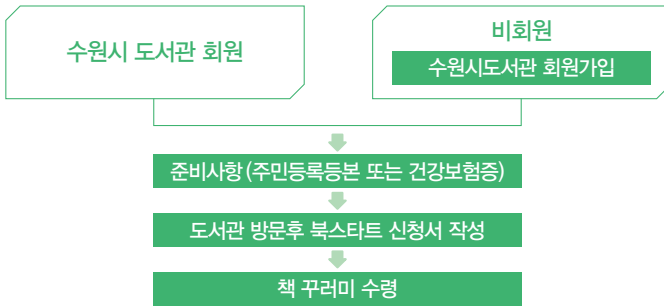 수원시 도서관 회원
비회원
수원시도서관 회원가입
준비사항(주민등록등본 또는 건강보험증)
도서관 방문후 북스타트 신청서 작성
책 꾸러미 수령